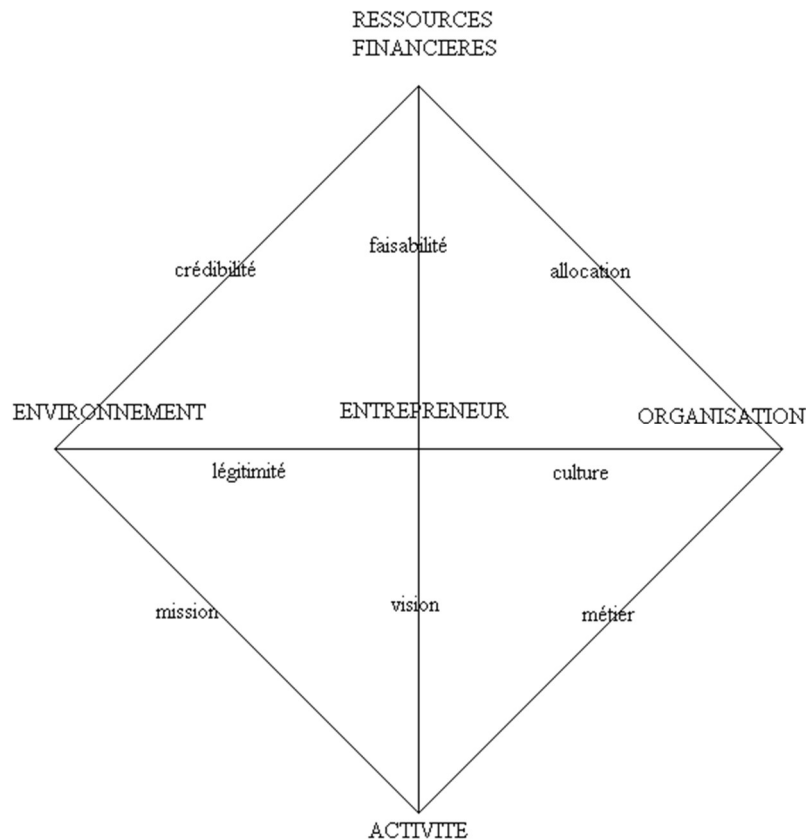 RESSOURCES
FINANCIERES
faisabilité
crédibilité
allocation
ENVIRONNEMENT
ENTREPRENEUR
ORGANISATION
légitimité
culture
mission
vision
métier
ACTIVITE